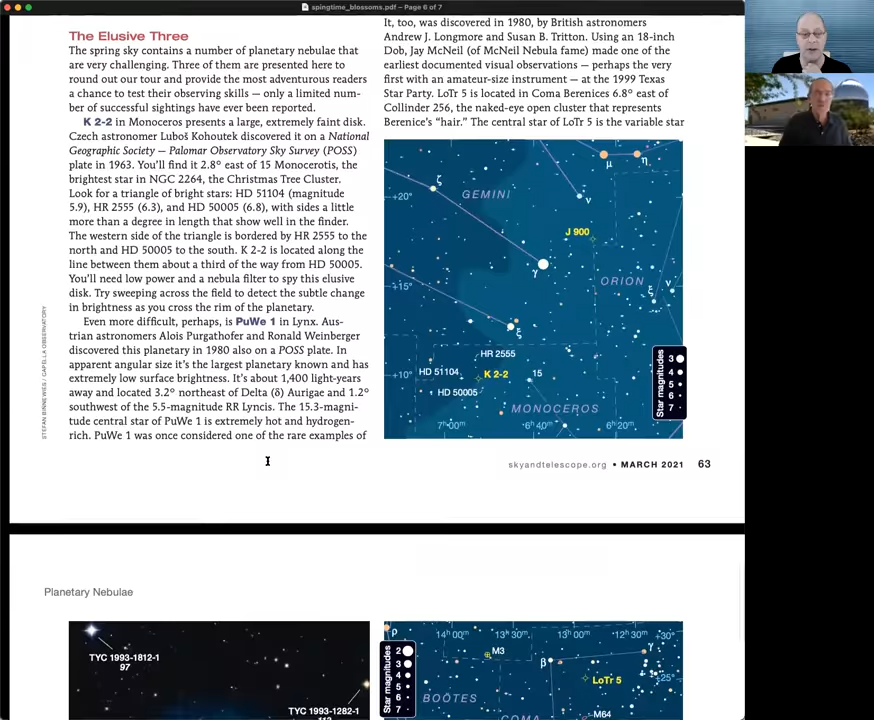 spingtime_blossoms.pdf – Page 6 of 7
The Elusive Three
The spring sky contains a number of planetary nebulae that
are very challenging. Three of them are presented here to
round out our tour and provide the most adventurous readers
a chance to test their observing skills — only a limited num-
ber of successful sightings have ever been reported.
K 2-2 in Monoceros presents a large, extremely faint disk.
Czech astronomer Luboš Kohoutek discovered it on a National
Geographic Society — Palomar Observatory Sky Survey (POSS)
plate in 1963. You'll find it 2.8° east of 15 Monocerotis, the
brightest star in NGC 2264, the Christmas Tree Cluster.
Look for a triangle of bright stars: HD 51104 (magnitude
5.9), HR 2555 (6.3), and HD 50005 (6.8), with sides a little
more than a degree in length that show well in the finder.
The western side of the triangle is bordered by HR 2555 to the
north and HD 50005 to the south. K 2-2 is located along the
line between them about a third of the way from HD 50005.
You'll need low power and a nebula filter to spy this elusive
disk. Try sweeping across the field to detect the subtle change
in brightness as you cross the rim of the planetary.
Even more difficult, perhaps, is PuWe 1 in Lynx. Aus-
trian astronomers Alois Purgathofer and Ronald Weinberger
discovered this planetary in 1980 also on a POSS plate. In
apparent angular size it's the largest planetary known and has
extremely low surface brightness. It's about 1,400 light-years
away and located 3.2° northeast of Delta (δ) Aurigae and 1.2°
southwest of the 5.5-magnitude RR Lyncis. The 15.3-magni-
tude central star of PuWe 1 is extremely hot and hydrogen-
rich. PuWe 1 was once considered one of the rare examples of
STEFAN BINNEWIES / CAPELLA OBSERVATORY
It, too, was discovered in 1980, by British astronomers
Andrew J. Longmore and Susan B. Tritton. Using an 18-inch
Dob, Jay McNeil (of McNeil Nebula fame) made one of the
earliest documented visual observations — perhaps the very
first with an amateur-size instrument — at the 1999 Texas
Star Party. LoTr 5 is located in Coma Berenices 6.8° east of
Collinder 256, the naked-eye open cluster that represents
Berenice's "hair." The central star of LoTr 5 is the variable star
μ
η
ζ
+20°
GEMINI
ν
J 900
γ
ORION
+15°
ν
ξ
ξ
HR 2555
HD 51104
+10°
K 2-2
15
HD 50005
MONOCEROS
7h 00m
6h 40m
6h 20m
Star magnitudes
3
4
5
6
7
skyandtelescope.org • MARCH 2021 63
Planetary Nebulae
TYC 1993-1812-1
97
TYC 1993-1282-1
ρ
14h 00m
13h 30m
13h 00m
12h 30m
M3
β
γ
LoTr 5
+25°
BOÖTES
COMA
M64
Star magnitudes
2
3
4
5
6
7